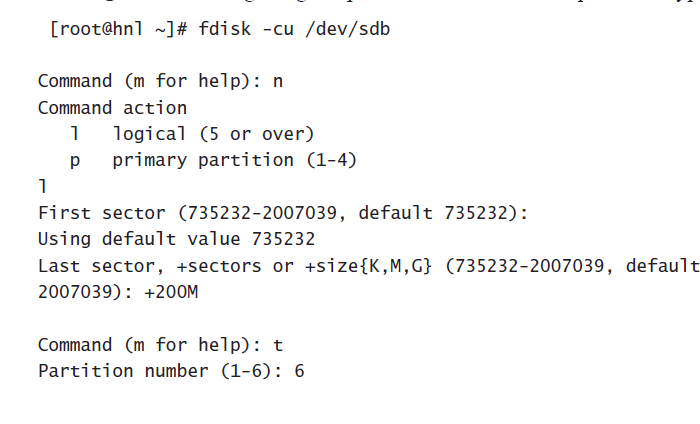 [root@hnl ~]# fdisk -cu /dev/sdb
Command (m for help): n
Command action
l logical (5 or over)
p primary partition (1-4)
l
First sector (735232-2007039, default 735232):
Using default value 735232
Last sector, +sectors or +size{K,M,G} (735232-2007039, default
2007039): +200M
Command (m for help): t
Partition number (1-6): 6